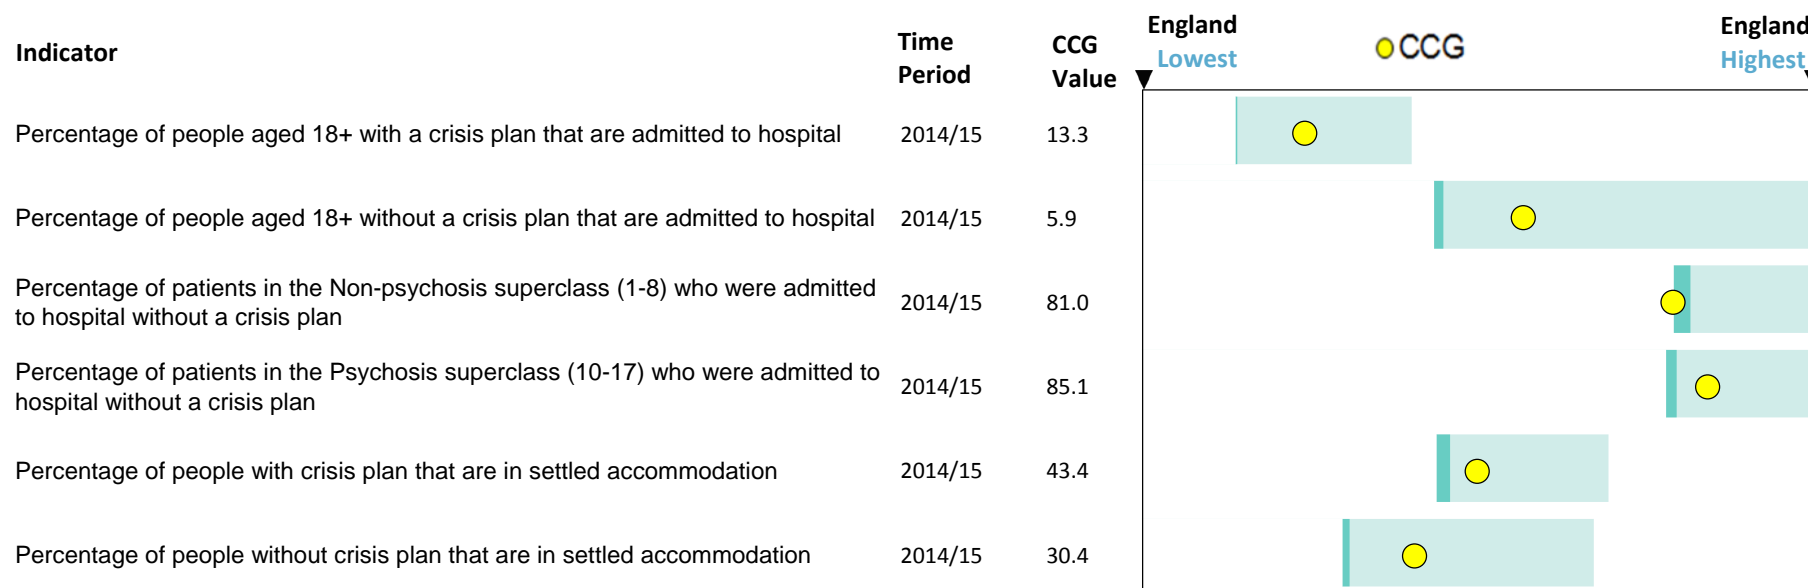 Indicator
Time
Period
CCG
Value
England
Lowest
CCG
England
Highest
Percentage of people aged 18+ with a crisis plan that are admitted to hospital 2014/15 13.3
Percentage of people aged 18+ without a crisis plan that are admitted to hospital 2014/15 5.9
Percentage of patients in the Non-psychosis superclass (1-8) who were admitted
to hospital without a crisis plan 2014/15 81.0
Percentage of patients in the Psychosis superclass (10-17) who were admitted to
hospital without a crisis plan 2014/15 85.1
Percentage of people with crisis plan that are in settled accommodation 2014/15 43.4
Percentage of people without crisis plan that are in settled accommodation 2014/15 30.4